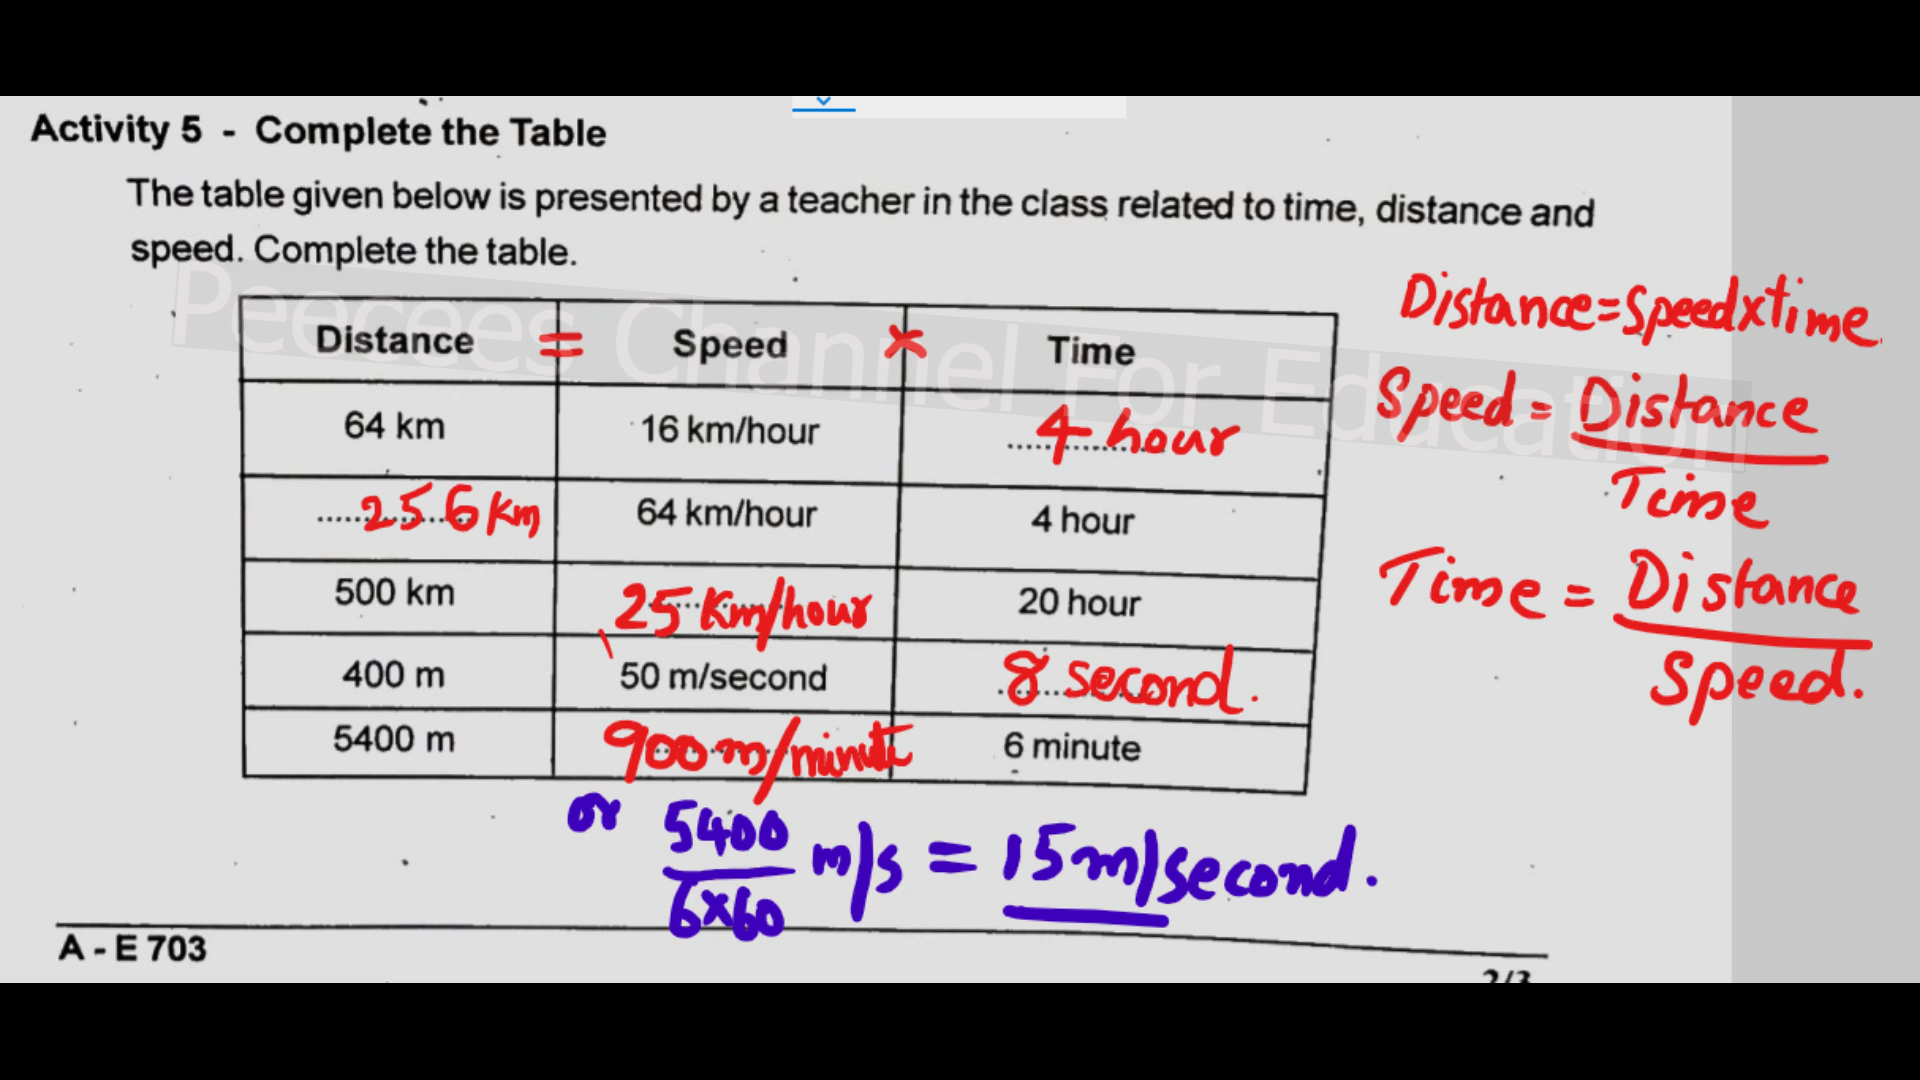 Activity 5 - Complete the Table
The table given below is presented by a teacher in the class related to time, distance and
speed. Complete the table.
Peecees Channel For Education
Distance = Speed × Time
64 km 16 km/hour 4 hour
256 Km 64 km/hour 4 hour
500 km 25 Km/hour 20 hour
400 m 50 m/second 8 second.
5400 m 900 m/minute 6 minute
or 5400/6×60 m/s = 15 m/second.
Distance = Speed × time
Speed = Distance
Time
Time = Distance
Speed.
A - E 703
2/3